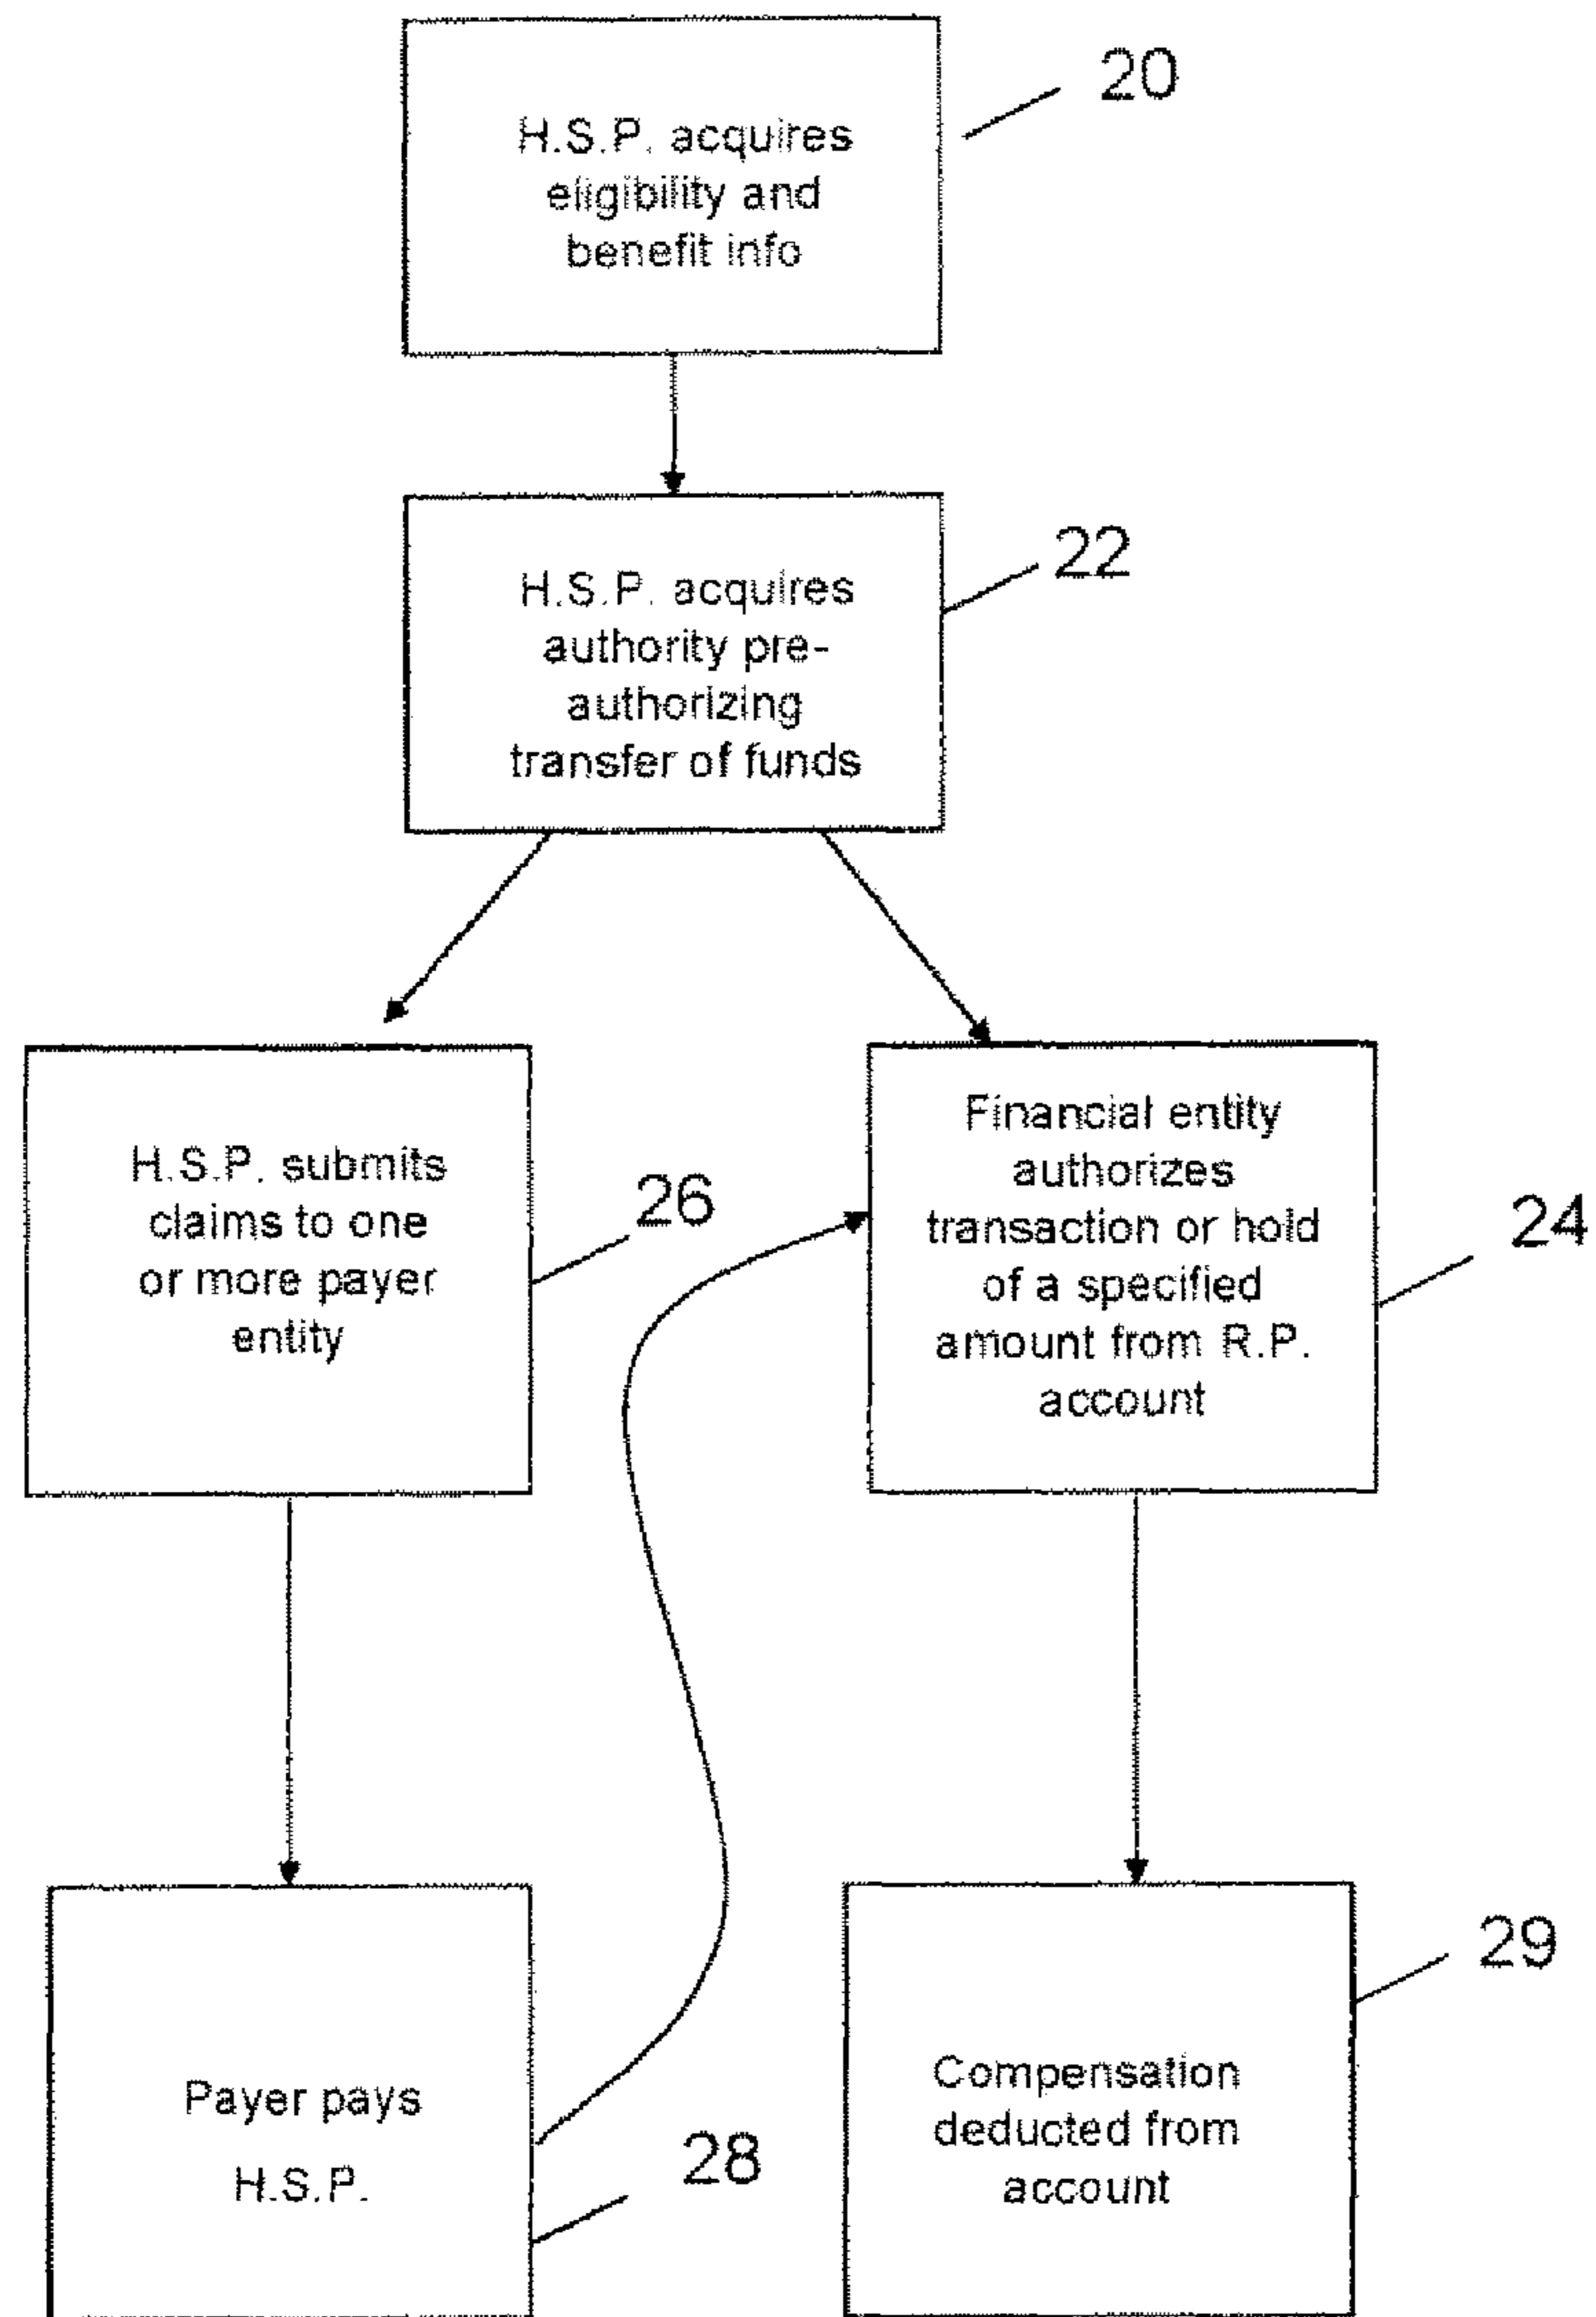 H.S.P. acquires
eligibility and
benefit info
20
H.S.P. acquires
authority pre-
authorizing
transfer of funds
22
H.S.P. submits
claims to one
or more payer
entity
26
Financial entity
authorizes
transaction or hold
of a specified
amount from R.P.
account
24
Payer pays
H.S.P.
28
Compensation
deducted from
account
29